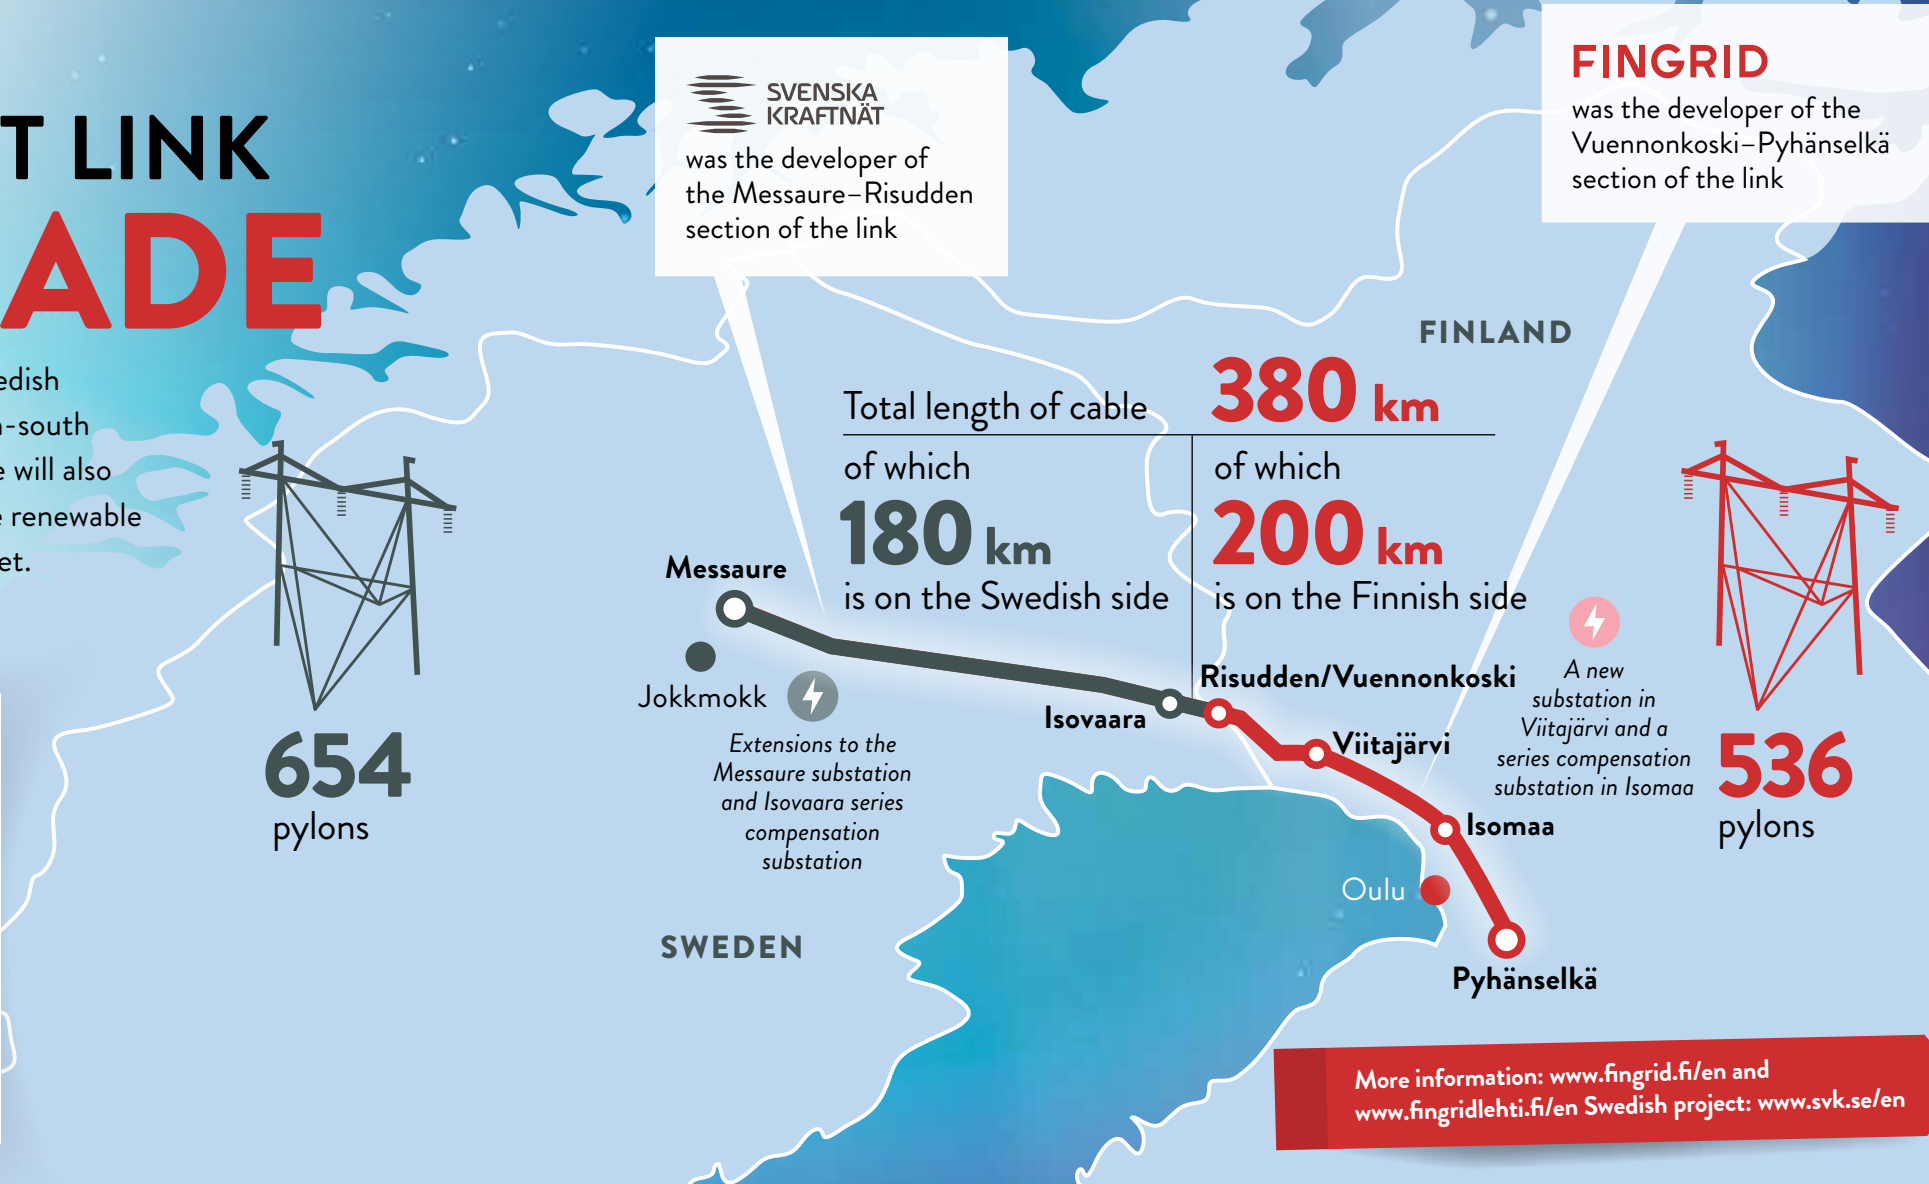 T LINK
ADE
edish
-south
e will also
e renewable
et.
SVENSKA
KRAFTNÄT
was the developer of
the Messaure–Risudden
section of the link
FINGRID
was the developer of the
Vuennonkoski–Pyhänselkä
section of the link
FINLAND
Total length of cable 380 km
of which
180 km
is on the Swedish side
of which
200 km
is on the Finnish side
Messaure
Jokkmokk
Extensions to the
Messaure substation
and Isovaara series
compensation
substation
Isovaara
Risudden/Vuennonkoski
Viitajärvi
Isomaa
Oulu
Pyhänselkä
A new
substation in
Viitajärvi and a
series compensation
substation in Isomaa
654
pylons
536
pylons
SWEDEN
More information: www.fingrid.fi/en and
www.fingridlehti.fi/en Swedish project: www.svk.se/en